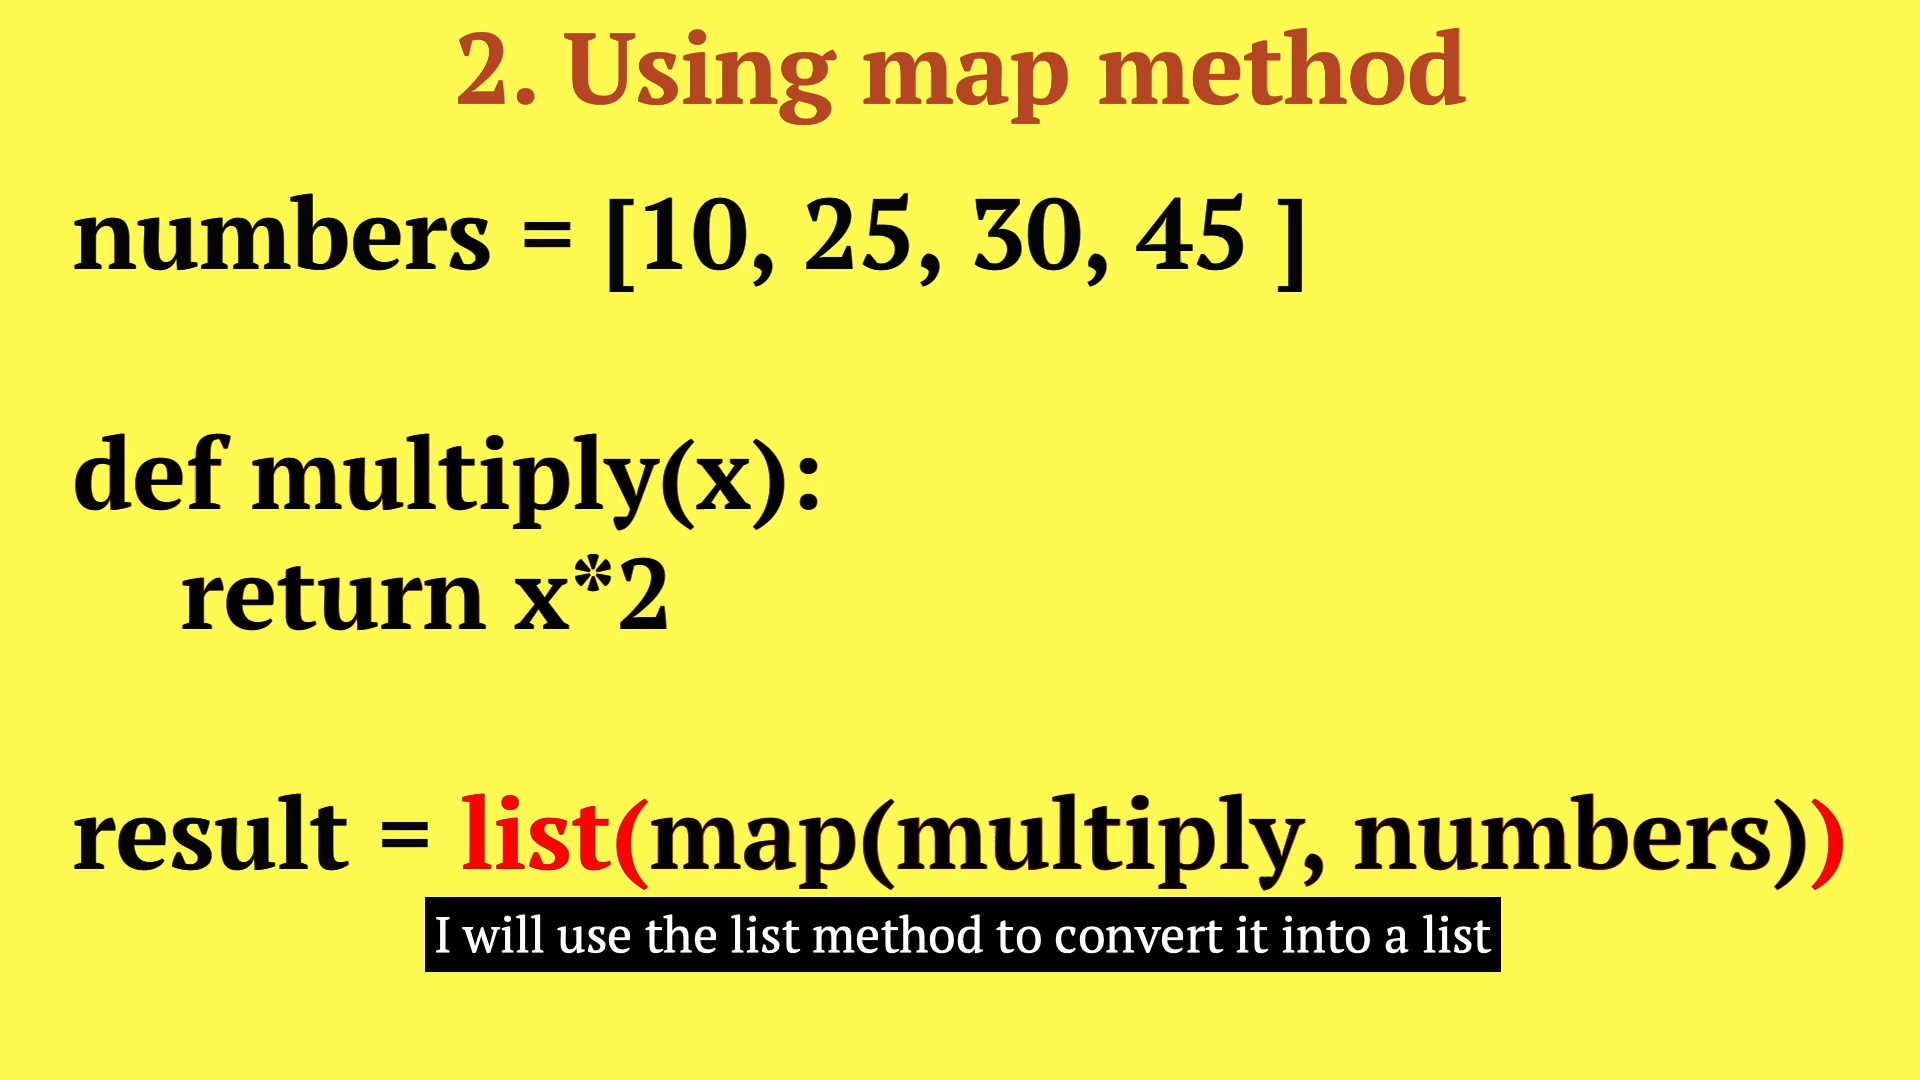 2. Using map method
numbers = [10, 25, 30, 45 ]
def multiply(x):
return x*2
result = list(map(multiply, numbers))
I will use the list method to convert it into a list